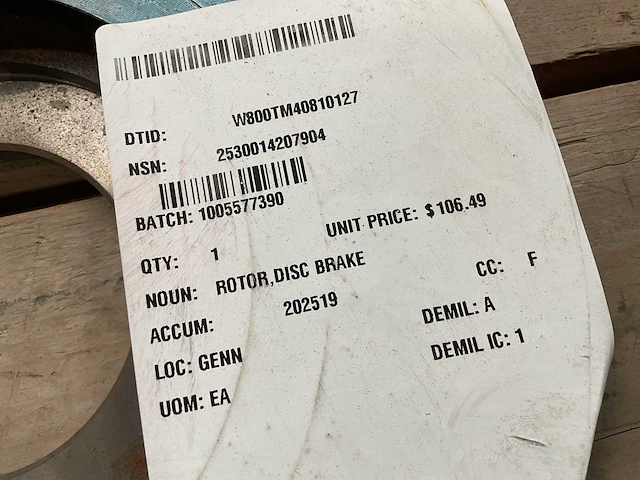 DTID: W800TM40810127
NSN: 2530014207904
BATCH: 1005577390
QTY: 1 UNIT PRICE: $106.49
NOUN: ROTOR,DISC BRAKE CC: F
ACCUM: 202519 DEMIL: A
LOC: GENN DEMIL IC: 1
UOM: EA